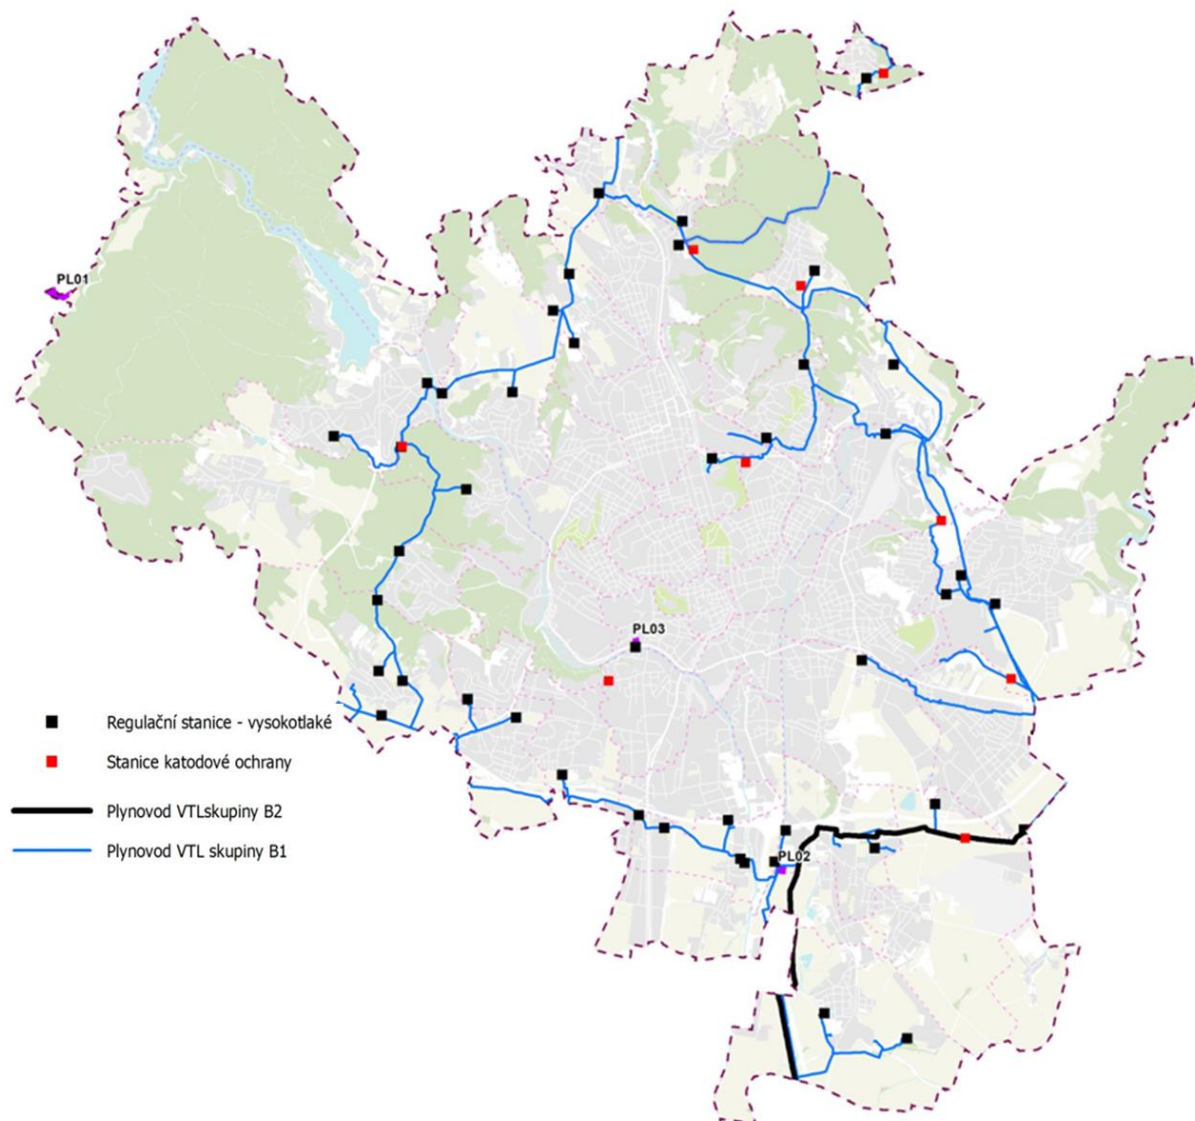 PL01
PL03
Regulační stanice - vysokotlaké
Stanice katodové ochrany
Plynovod VTLskupiny B2
Plynovod VTL skupiny B1
PL02